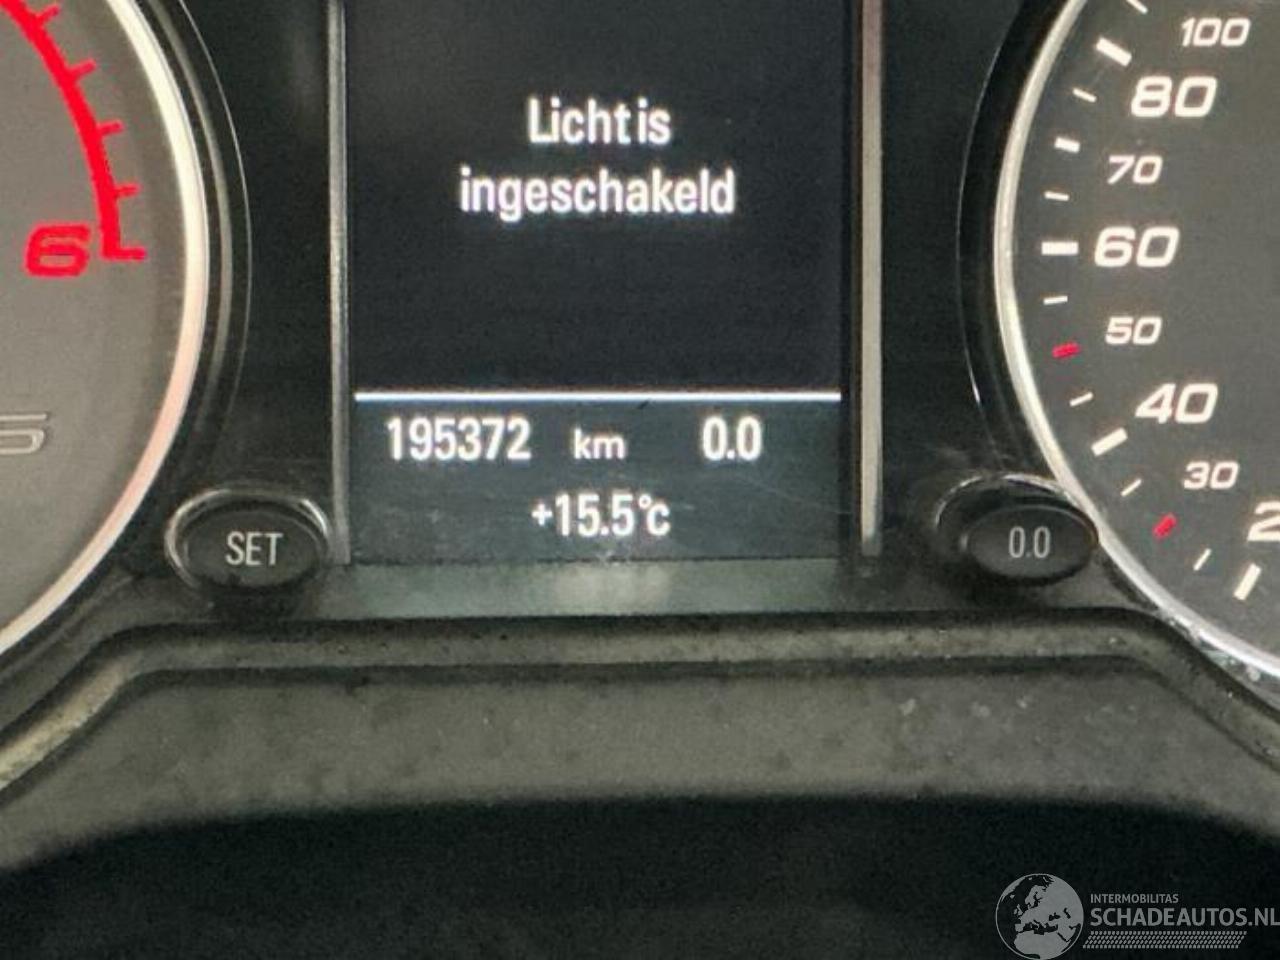 Licht is
ingeschakeld
195372 km 0.0
+15.5°c
SET
0.0
6
100
80
70
60
50
40
30
INTERMOBILITAS
SCHADEAUTOS.NL